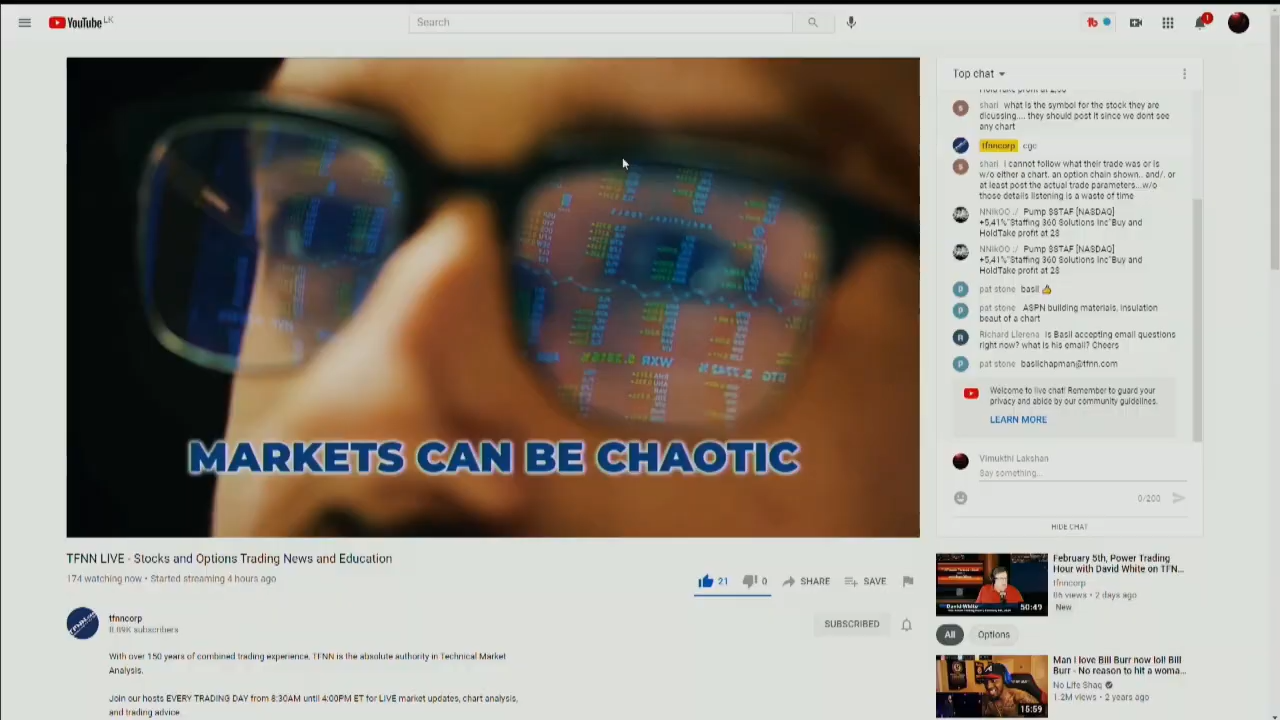 YouTube LK
Search
1
MARKETS CAN BE CHAOTIC
TFNN LIVE - Stocks and Options Trading News and Education
174 watching now • Started streaming 4 hours ago
21
0
SHARE
SAVE
tfnncorp
8.89K subscribers
SUBSCRIBED
With over 150 years of combined trading experience, TFNN is the absolute authority in Technical Market
Analysis.
Join our hosts EVERY TRADING DAY from 8:30AM until 4:00PM ET for LIVE market updates, chart analysis,
and trading advice
Top chat
shari what is the symbol for the stock they are
dicussing.... they should post it since we dont see
any chart
tfnncorp cgc
shari I cannot follow what their trade was or is
w/o either a chart. an option chain shown.. and/. or
at least post the actual trade parameters...w/o
those details listening is a waste of time
NNikOO :/ Pump $STAF [NASDAQ]
+5,41%"Staffing 360 Solutions Inc"Buy and
HoldTake profit at 2$
NNikOO :/ Pump $STAF [NASDAQ]
+5,41%"Staffing 360 Solutions Inc"Buy and
HoldTake profit at 2$
pat stone basil 👍
pat stone ASPN building materials, insulation
beaut of a chart
Richard Llerena Is Basil accepting email questions
right now? what is his email? Cheers
pat stone basilchapman@tfnn.com
Welcome to live chat! Remember to guard your
privacy and abide by our community guidelines.
LEARN MORE
Vimukthi Lakshan
Say something...
0/200
HIDE CHAT
February 5th, Power Trading
Hour with David White on TFN...
tfnncorp
86 views • 2 days ago
New
David White
50:49
All
Options
Man I love Bill Burr now lol! Bill
Burr - No reason to hit a woma...
No Life Shaq
1.2M views • 2 years ago
15:59